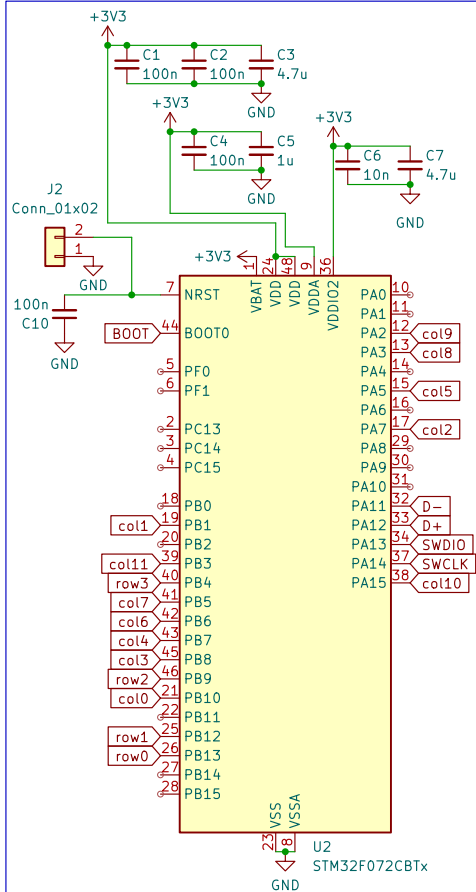 +3V3
C1
100n
C2
100n
C3
4.7u
GND
+3V3
C4
100n
C5
1u
GND
+3V3
C6
10n
C7
4.7u
GND
J2
Conn_01x02
2
1
GND
100n
C10
GND
+3V3
1
24
48
9
36
VBAT
VDD
VDD
VDDA
VDDIO2
7 NRST
BOOT 44 BOOT0
5 PF0
6 PF1
2 PC13
3 PC14
4 PC15
18 PB0
col1 19 PB1
20 PB2
col11 39 PB3
row3 40 PB4
col7 41 PB5
col6 42 PB6
col4 43 PB7
col3 45 PB8
row2 46 PB9
col0 21 PB10
22 PB11
row1 25 PB12
row0 26 PB13
27 PB14
28 PB15
PA0 10
PA1 11
PA2 12 col9
PA3 13 col8
PA4 14
PA5 15 col5
PA6 16
PA7 17 col2
PA8 29
PA9 30
PA10 31
PA11 32 D-
PA12 33 D+
PA13 34 SWDIO
PA14 37 SWCLK
PA15 38 col10
VSS
VSSA
23
8
GND
U2
STM32F072CBTx